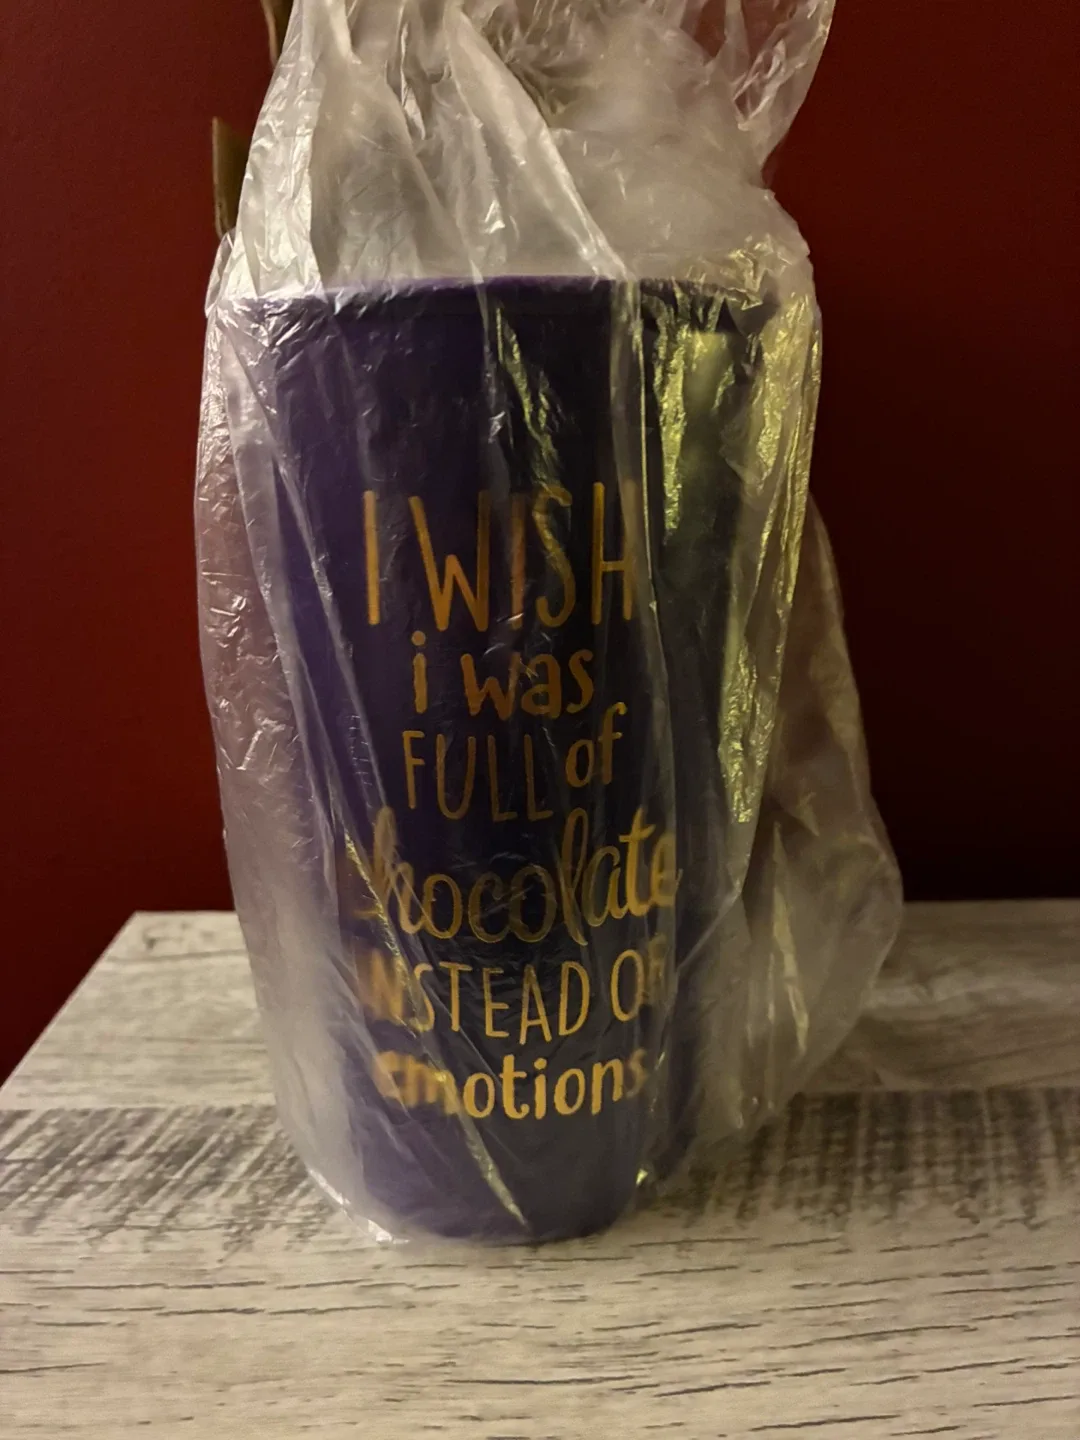 I WISH
i was
FULL of
chocolate
INSTEAD OF
emotions